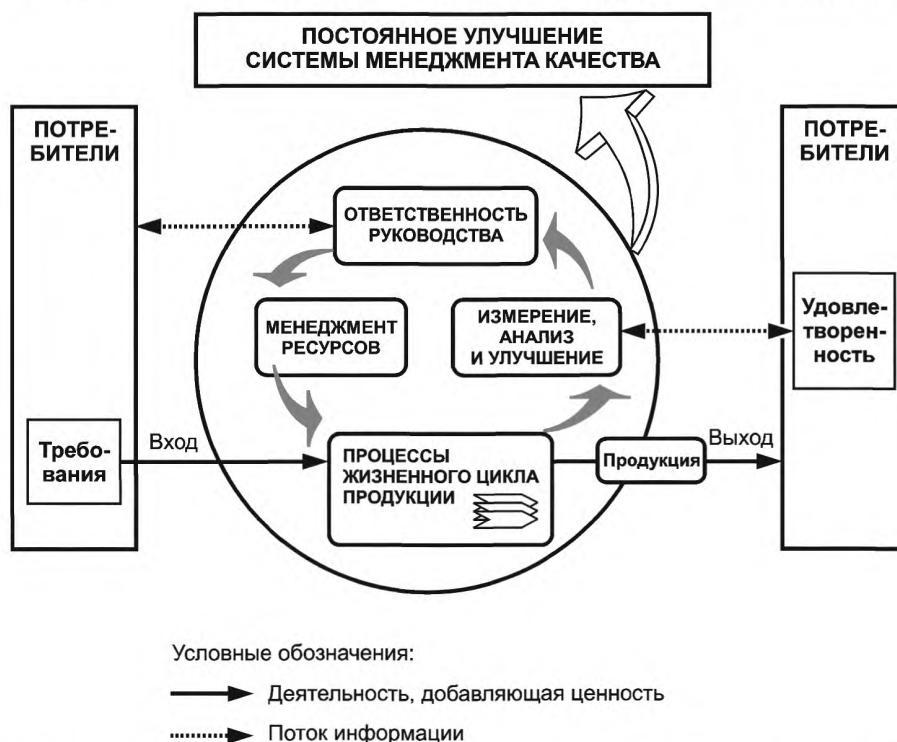 ПОСТОЯННОЕ УЛУЧШЕНИЕ
СИСТЕМЫ МЕНЕДЖМЕНТА КАЧЕСТВА
ПОТРЕ-
БИТЕЛИ
ПОТРЕ-
БИТЕЛИ
ОТВЕТСТВЕННОСТЬ
РУКОВОДСТВА
МЕНЕДЖМЕНТ
РЕСУРСОВ
ИЗМЕРЕНИЕ,
АНАЛИЗ
И УЛУЧШЕНИЕ
Удовле-
творен-
ность
Требо-
вания
Вход
ПРОЦЕССЫ
ЖИЗНЕННОГО ЦИКЛА
ПРОДУКЦИИ
Продукция
Выход
Условные обозначения:
Деятельность, добавляющая ценность
Поток информации